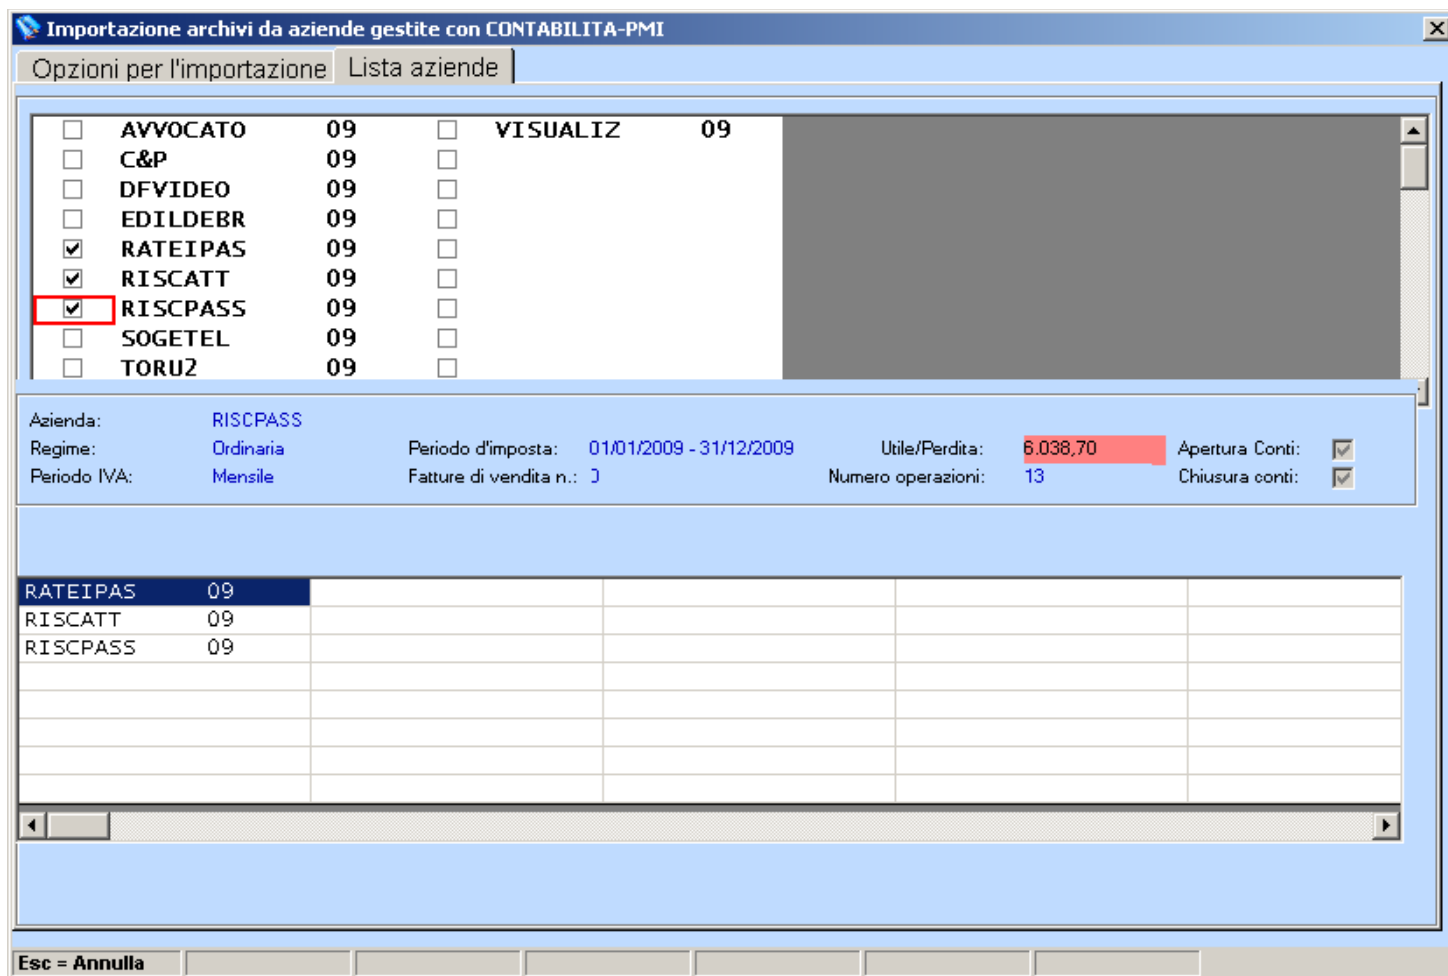 Importazione archivi da aziende gestite con CONTABILITA-PMI
Opzioni per l'importazione Lista aziende
AVVOCATO 09 VISUALIZ 09
C&P 09
DFVIDEO 09
EDILDEBR 09
RATEIPAS 09
RISCATT 09
RISCPASS 09
SOGETEL 09
TORU2 09
Azienda: RISCPASS
Regime: Ordinaria Periodo d'imposta: 01/01/2009 - 31/12/2009 Utile/Perdita: 6.038,70 Apertura Conti:
Periodo IVA: Mensile Fatture di vendita n.: 0 Numero operazioni: 13 Chiusura conti:
RATEIPAS 09
RISCATT 09
RISCPASS 09
Esc = Annulla